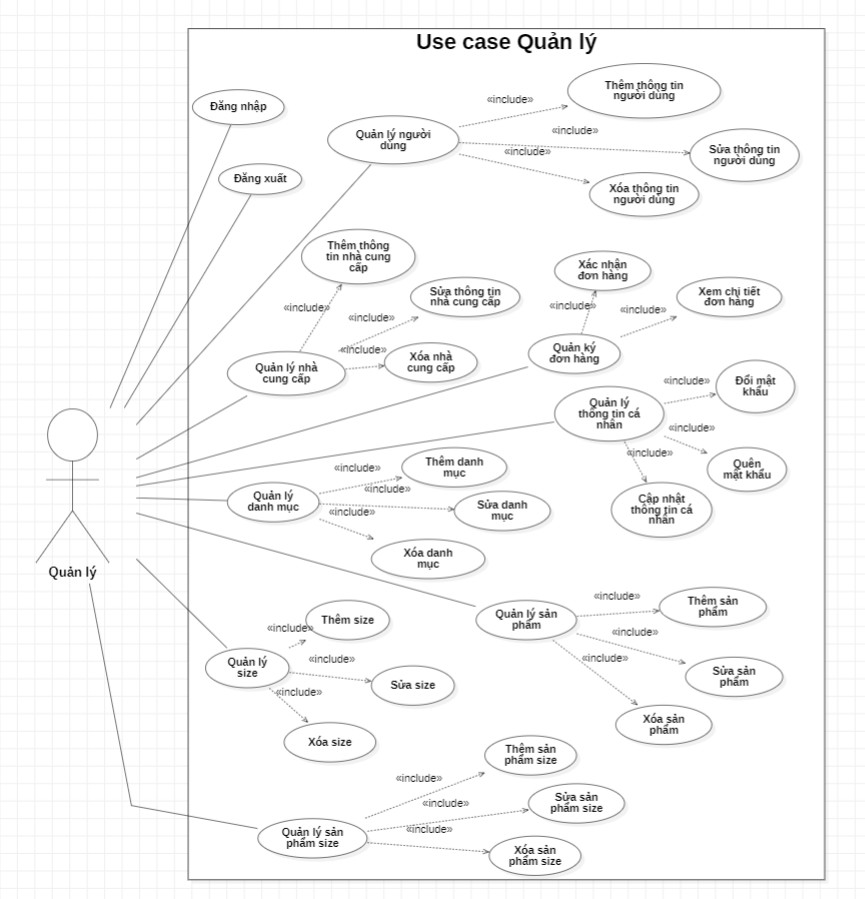 Use case Quản lý
Đăng nhập
Đăng xuất
Quản lý người
dùng
«include»
Thêm thông tin
người dùng
«include»
Sửa thông tin
người dùng
«include»
Xóa thông tin
người dùng
Thêm thông
tin nhà cung
cấp
«include»
Sửa thông tin
nhà cung cấp
«include»
«include»
Xóa nhà
cung cấp
Quản lý nhà
cung cấp
Xác nhận
đơn hàng
«include»
Xem chi tiết
đơn hàng
«include»
Quản ký
đơn hàng
Quản lý
thông tin cá
nhân
«include»
Đổi mật
khẩu
«include»
Quên
mật khẩu
«include»
Cập nhật
thông tin cá
nhân
Quản lý
danh mục
«include»
Thêm danh
mục
«include»
Sửa danh
mục
«include»
Xóa danh
mục
Quản lý
Quản lý sản
phẩm
«include»
Thêm sản
phẩm
«include»
Sửa sản
phẩm
«include»
Xóa sản
phẩm
Quản lý
size
«include»
Thêm size
«include»
Sửa size
«include»
Xóa size
Quản lý sản
phẩm size
«include»
Thêm sản
phẩm size
«include»
Sửa sản
phẩm size
«include»
Xóa sản
phẩm size